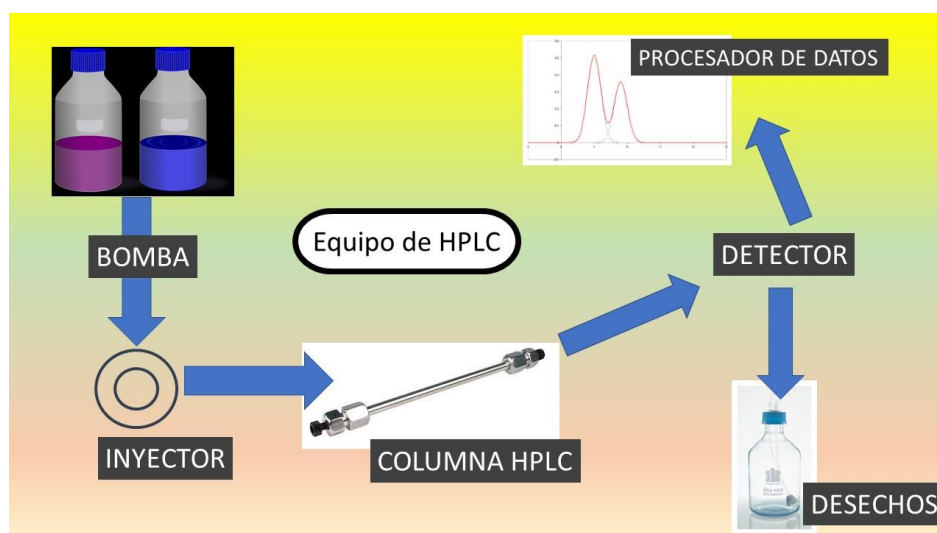 PROCESADOR DE DATOS
Equipo de HPLC
BOMBA
DETECTOR
INYECTOR
COLUMNA HPLC
DESECHOS